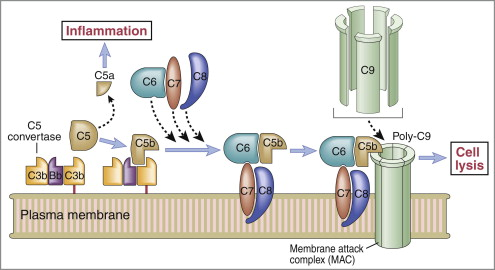 Inflammation
C5a
C6
C7
C8
C9
C5
convertase
C5
C5b
C3b
Bb
C3b
C6
C5b
C7
C8
C6
C5b
C7
C8
Poly-C9
Cell
lysis
Plasma membrane
Membrane attack
complex (MAC)